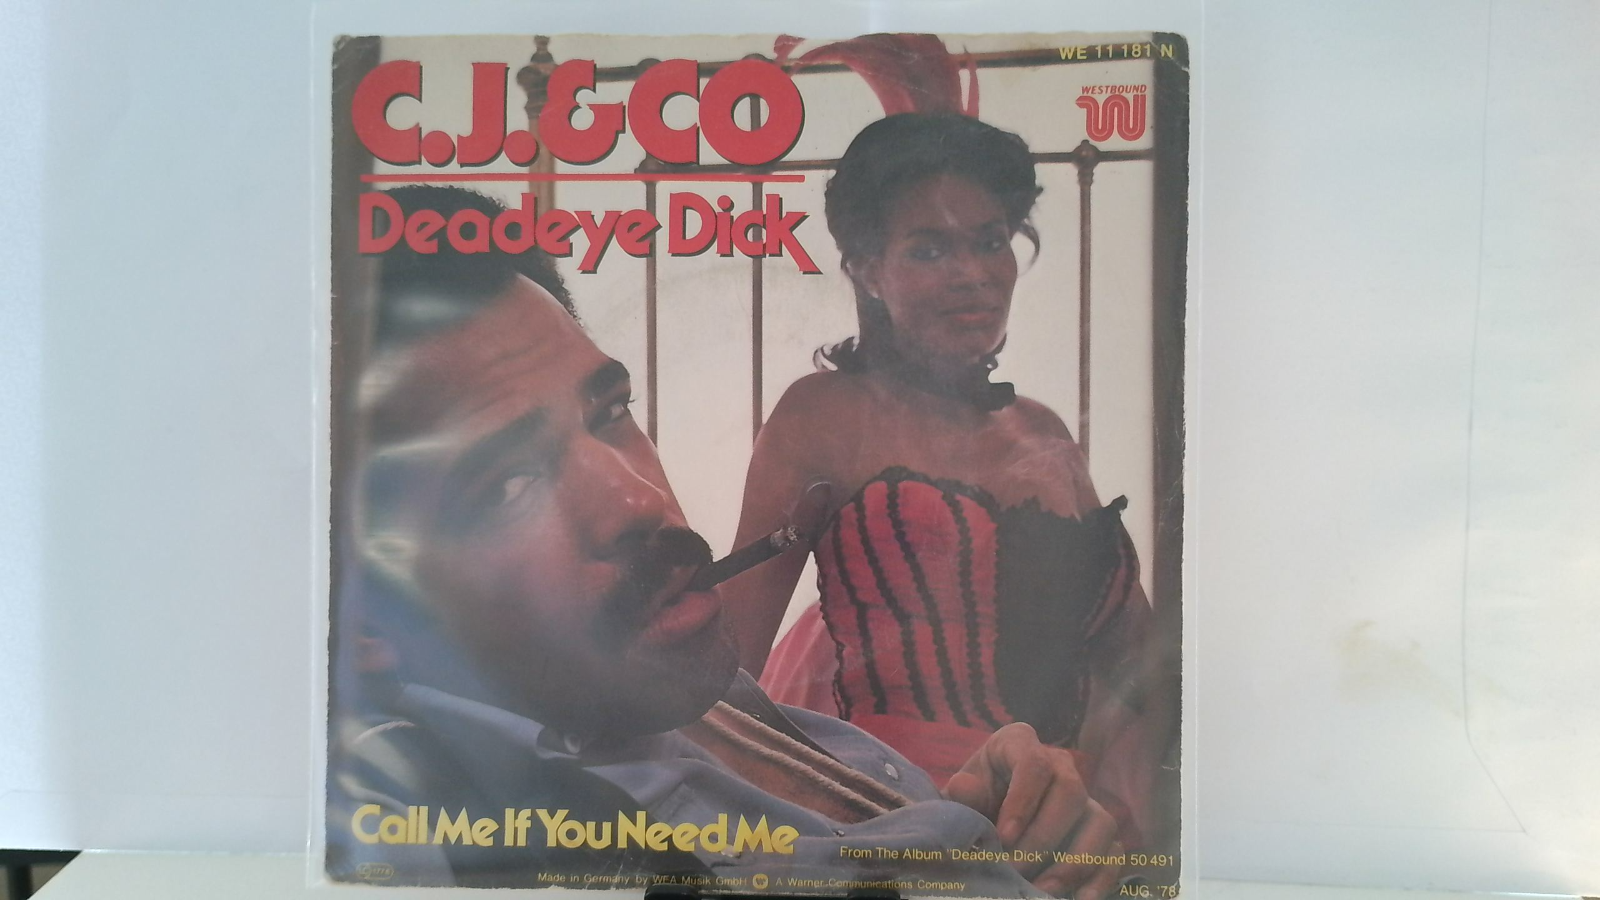 WE 11 181 N
C.J.&CO
WESTBOUND
Deadeye Dick
Call Me If You Need Me
From The Album "Deadeye Dick" Westbound 50 491
Made in Germany by WEA Musik GmbH A Warner Communications Company
AUG. '78